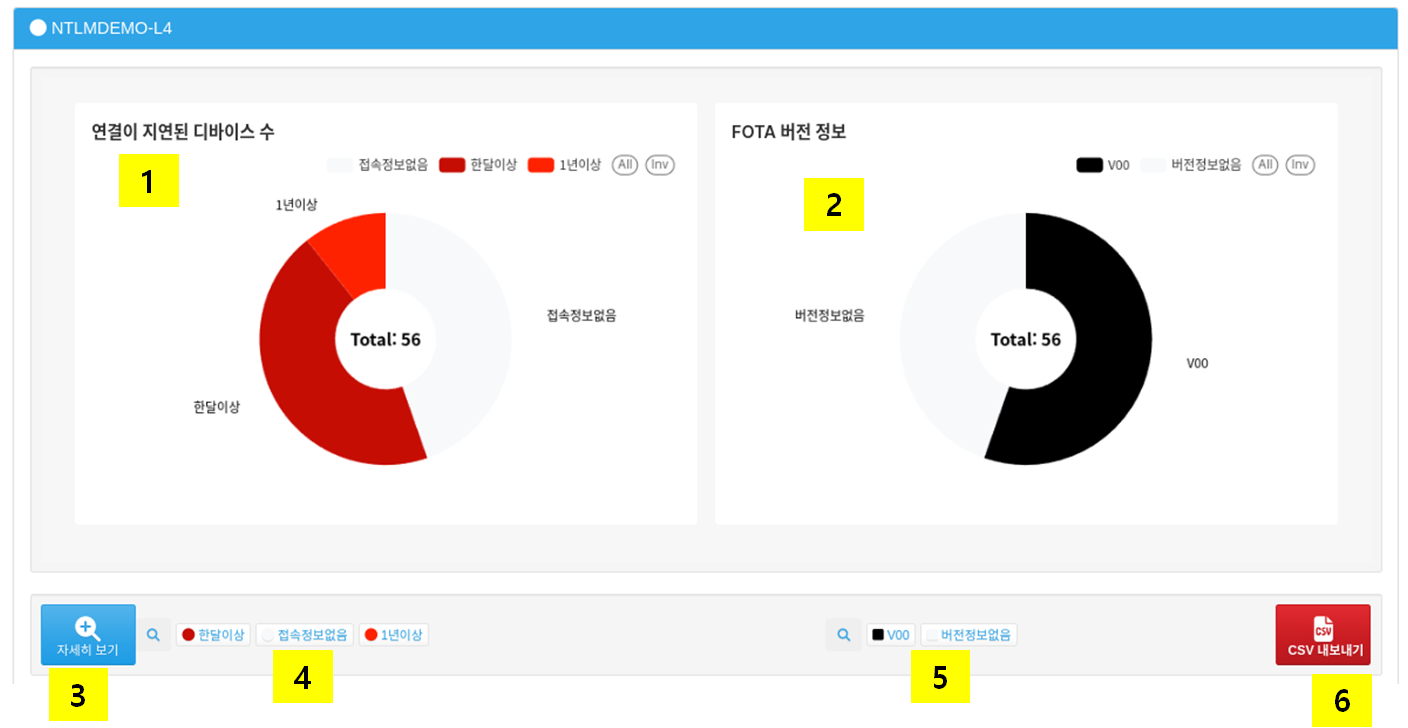 NTLMDEMO-L4
연결이 지연된 디바이스 수
1
접속정보없음 한달이상 1년이상 All Inv
1년이상
접속정보없음
Total: 56
한달이상
FOTA 버전 정보
V00 버전정보없음 All Inv
2
버전정보없음
Total: 56
V00
자세히 보기
한달이상 접속정보없음 1년이상
V00 버전정보없음
CSV
CSV 내보내기
3
4
5
6